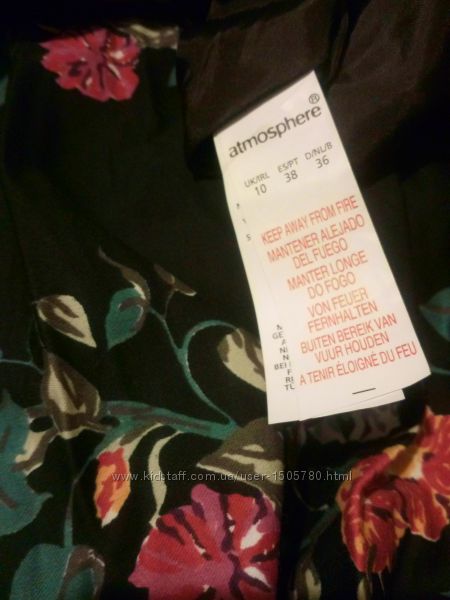 atmosphere®
UK/IRL ES/PT D/NL/B
10 38 36
KEEP AWAY FROM FIRE
MANTENER ALEJADO
DEL FUEGO
MANTER LONGE
DO FOGO
VON FEUER
FERNHALTEN
BUITEN BEREIK VAN
VUUR HOUDEN
A TENIR ÉLOIGNÉ DU FEU
www.kidstaff.com.ua/user-1505780.html